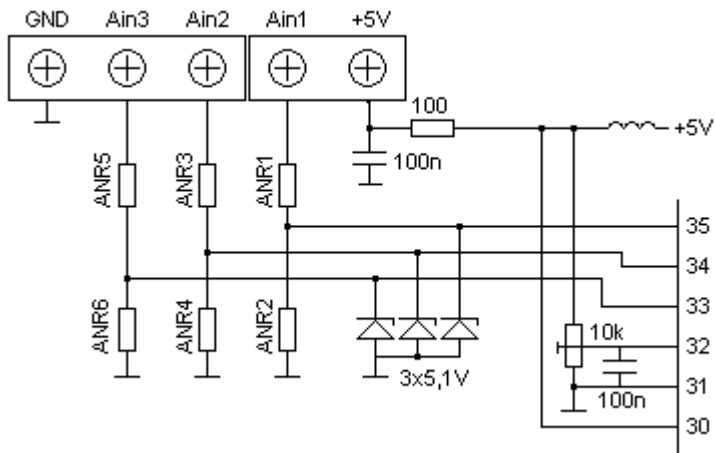 GND Ain3 Ain2 Ain1 +5V
100
+5V
100n
ANR5
ANR3
ANR1
35
34
33
ANR6
ANR4
ANR2
10k
32
3x5,1V
31
100n
30